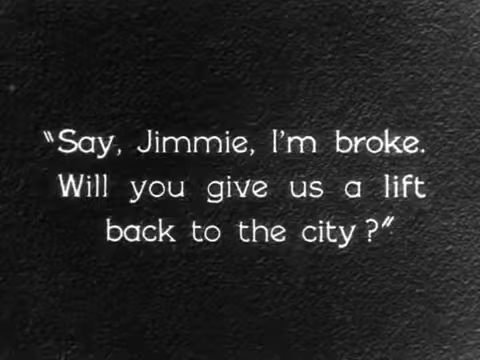 "Say, Jimmie, I'm broke.
Will you give us a lift
back to the city?"